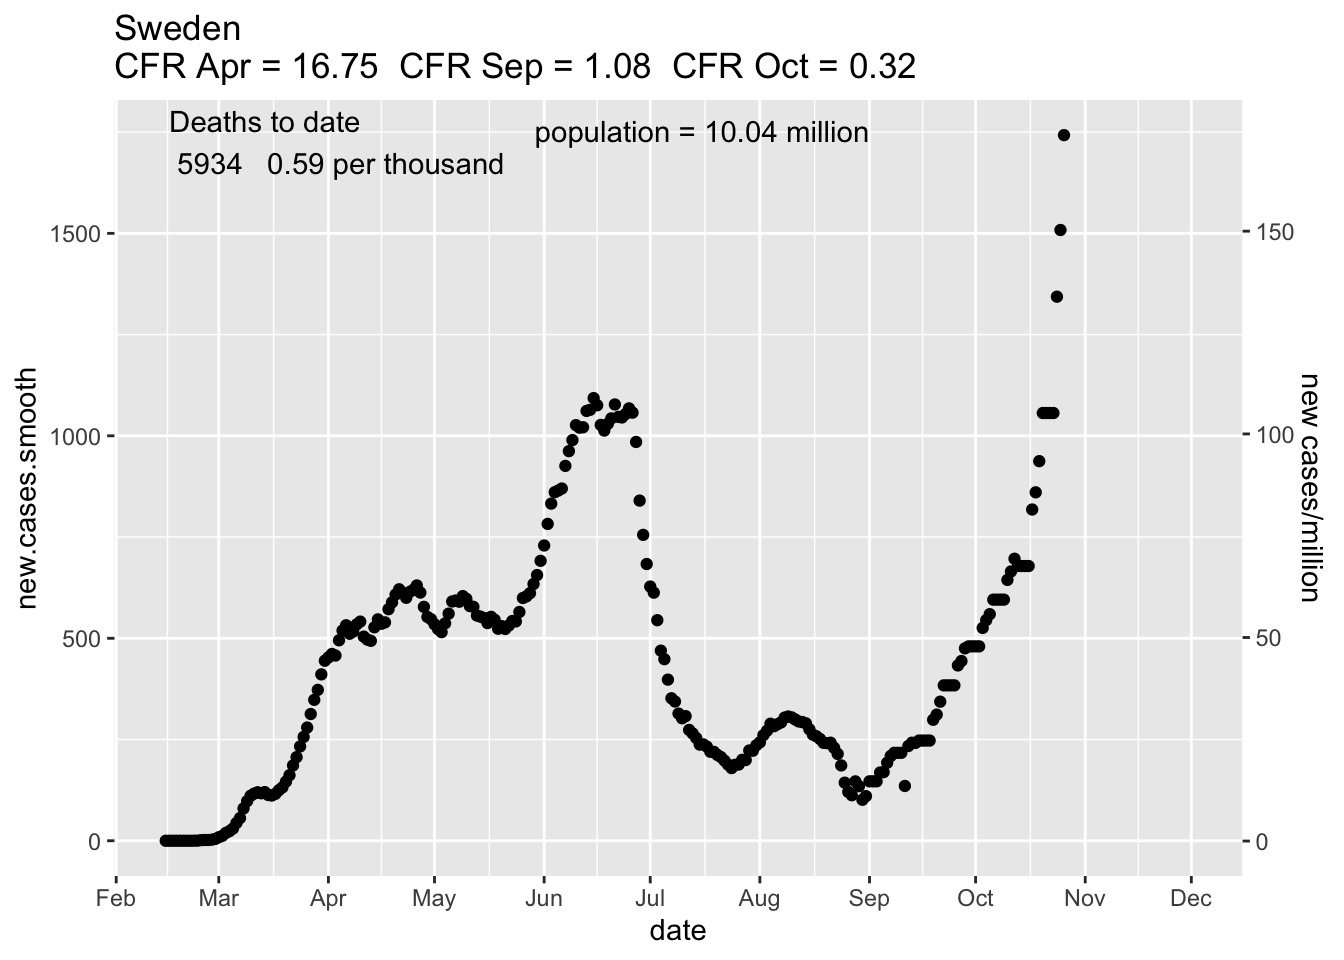 Sweden
CFR Apr = 16.75  CFR Sep = 1.08  CFR Oct = 0.32
Deaths to date
population = 10.04 million
5934   0.59 per thousand
1500
1000
500
0
new.cases.smooth
150
100
50
0
new cases/million
Feb Mar Apr May Jun Jul Aug Sep Oct Nov Dec
date